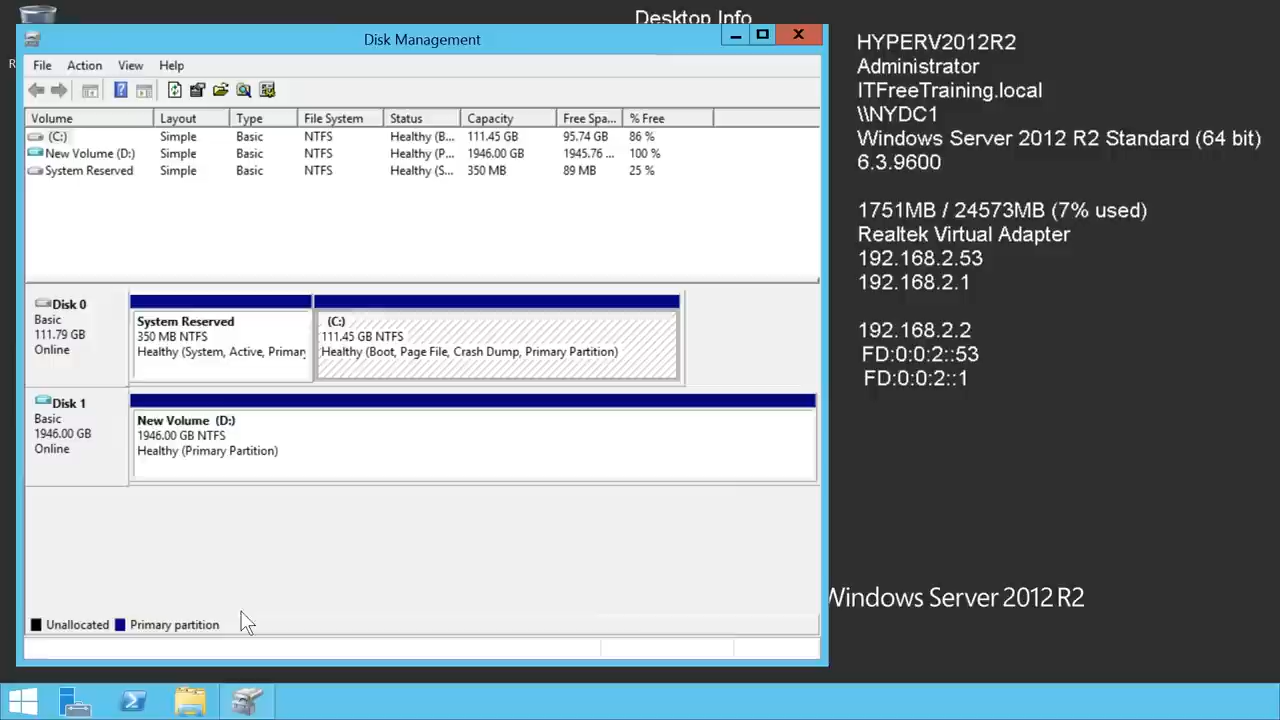 Desktop Info
R
Disk Management
File Action View Help
Volume Layout Type File System Status Capacity Free Spa... % Free
(C:) Simple Basic NTFS Healthy (B... 111.45 GB 95.74 GB 86 %
New Volume (D:) Simple Basic NTFS Healthy (P... 1946.00 GB 1945.76 ... 100 %
System Reserved Simple Basic NTFS Healthy (S... 350 MB 89 MB 25 %
Disk 0
Basic
111.79 GB
Online
System Reserved
350 MB NTFS
Healthy (System, Active, Primar
(C:)
111.45 GB NTFS
Healthy (Boot, Page File, Crash Dump, Primary Partition)
Disk 1
Basic
1946.00 GB
Online
New Volume (D:)
1946.00 GB NTFS
Healthy (Primary Partition)
Unallocated Primary partition
HYPERV2012R2
Administrator
ITFreeTraining.local
\\NYDC1
Windows Server 2012 R2 Standard (64 bit)
6.3.9600
1751MB / 24573MB (7% used)
Realtek Virtual Adapter
192.168.2.53
192.168.2.1
192.168.2.2
FD:0:0:2::53
FD:0:0:2::1
Windows Server 2012 R2